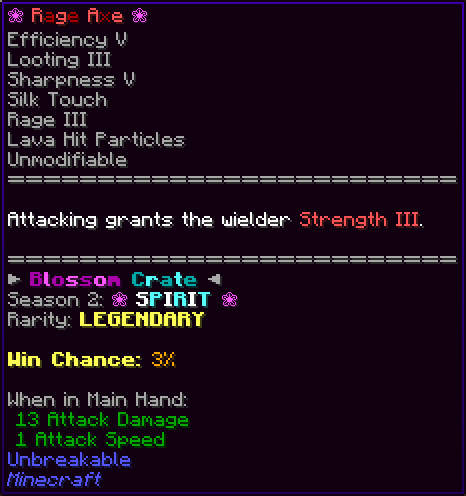 ❀ Rage Axe ❀
Efficiency V
Looting III
Sharpness V
Silk Touch
Rage III
Lava Hit Particles
Unmodifiable
=========================
Attacking grants the wielder Strength III.
=========================
► Blossom Crate ◄
Season 2: ❀ SPIRIT ❀
Rarity: LEGENDARY
Win Chance: 3%
When in Main Hand:
13 Attack Damage
1 Attack Speed
Unbreakable
Minecraft